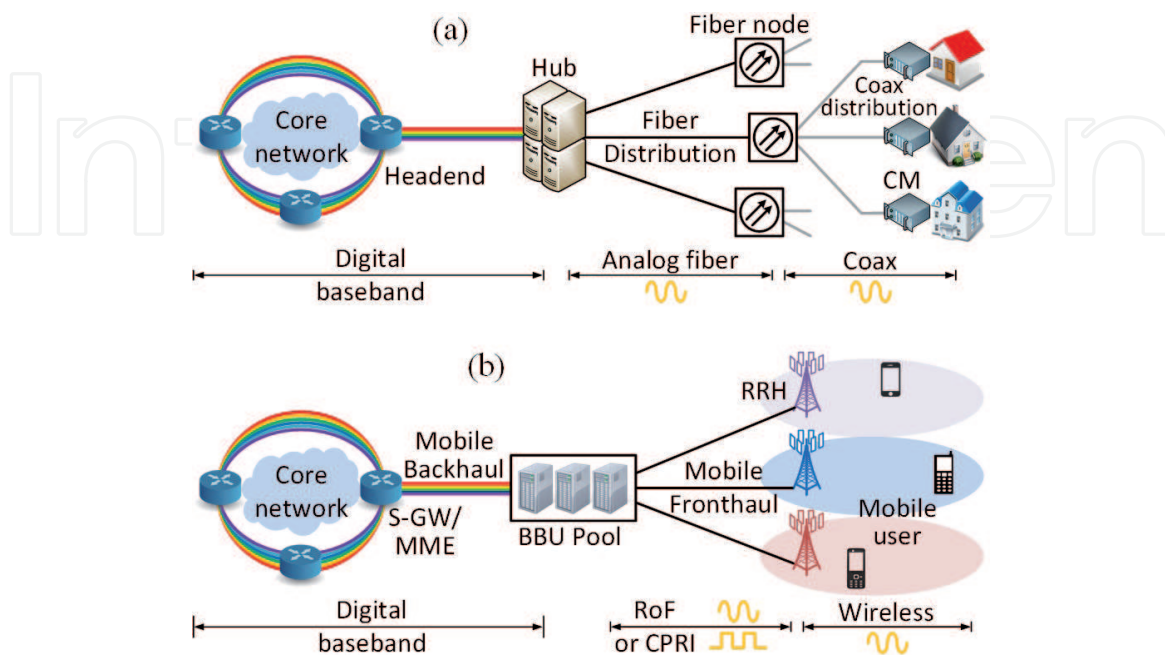 (a)
Fiber node
Hub
Core
network
Headend
Fiber
Distribution
Coax
distribution
CM
Digital
baseband
Analog fiber
Coax
(b)
RRH
Mobile
Backhaul
Core
network
S-GW/
MME
BBU Pool
Mobile
Fronthaul
Mobile
user
Digital
baseband
RoF
or CPRI
Wireless